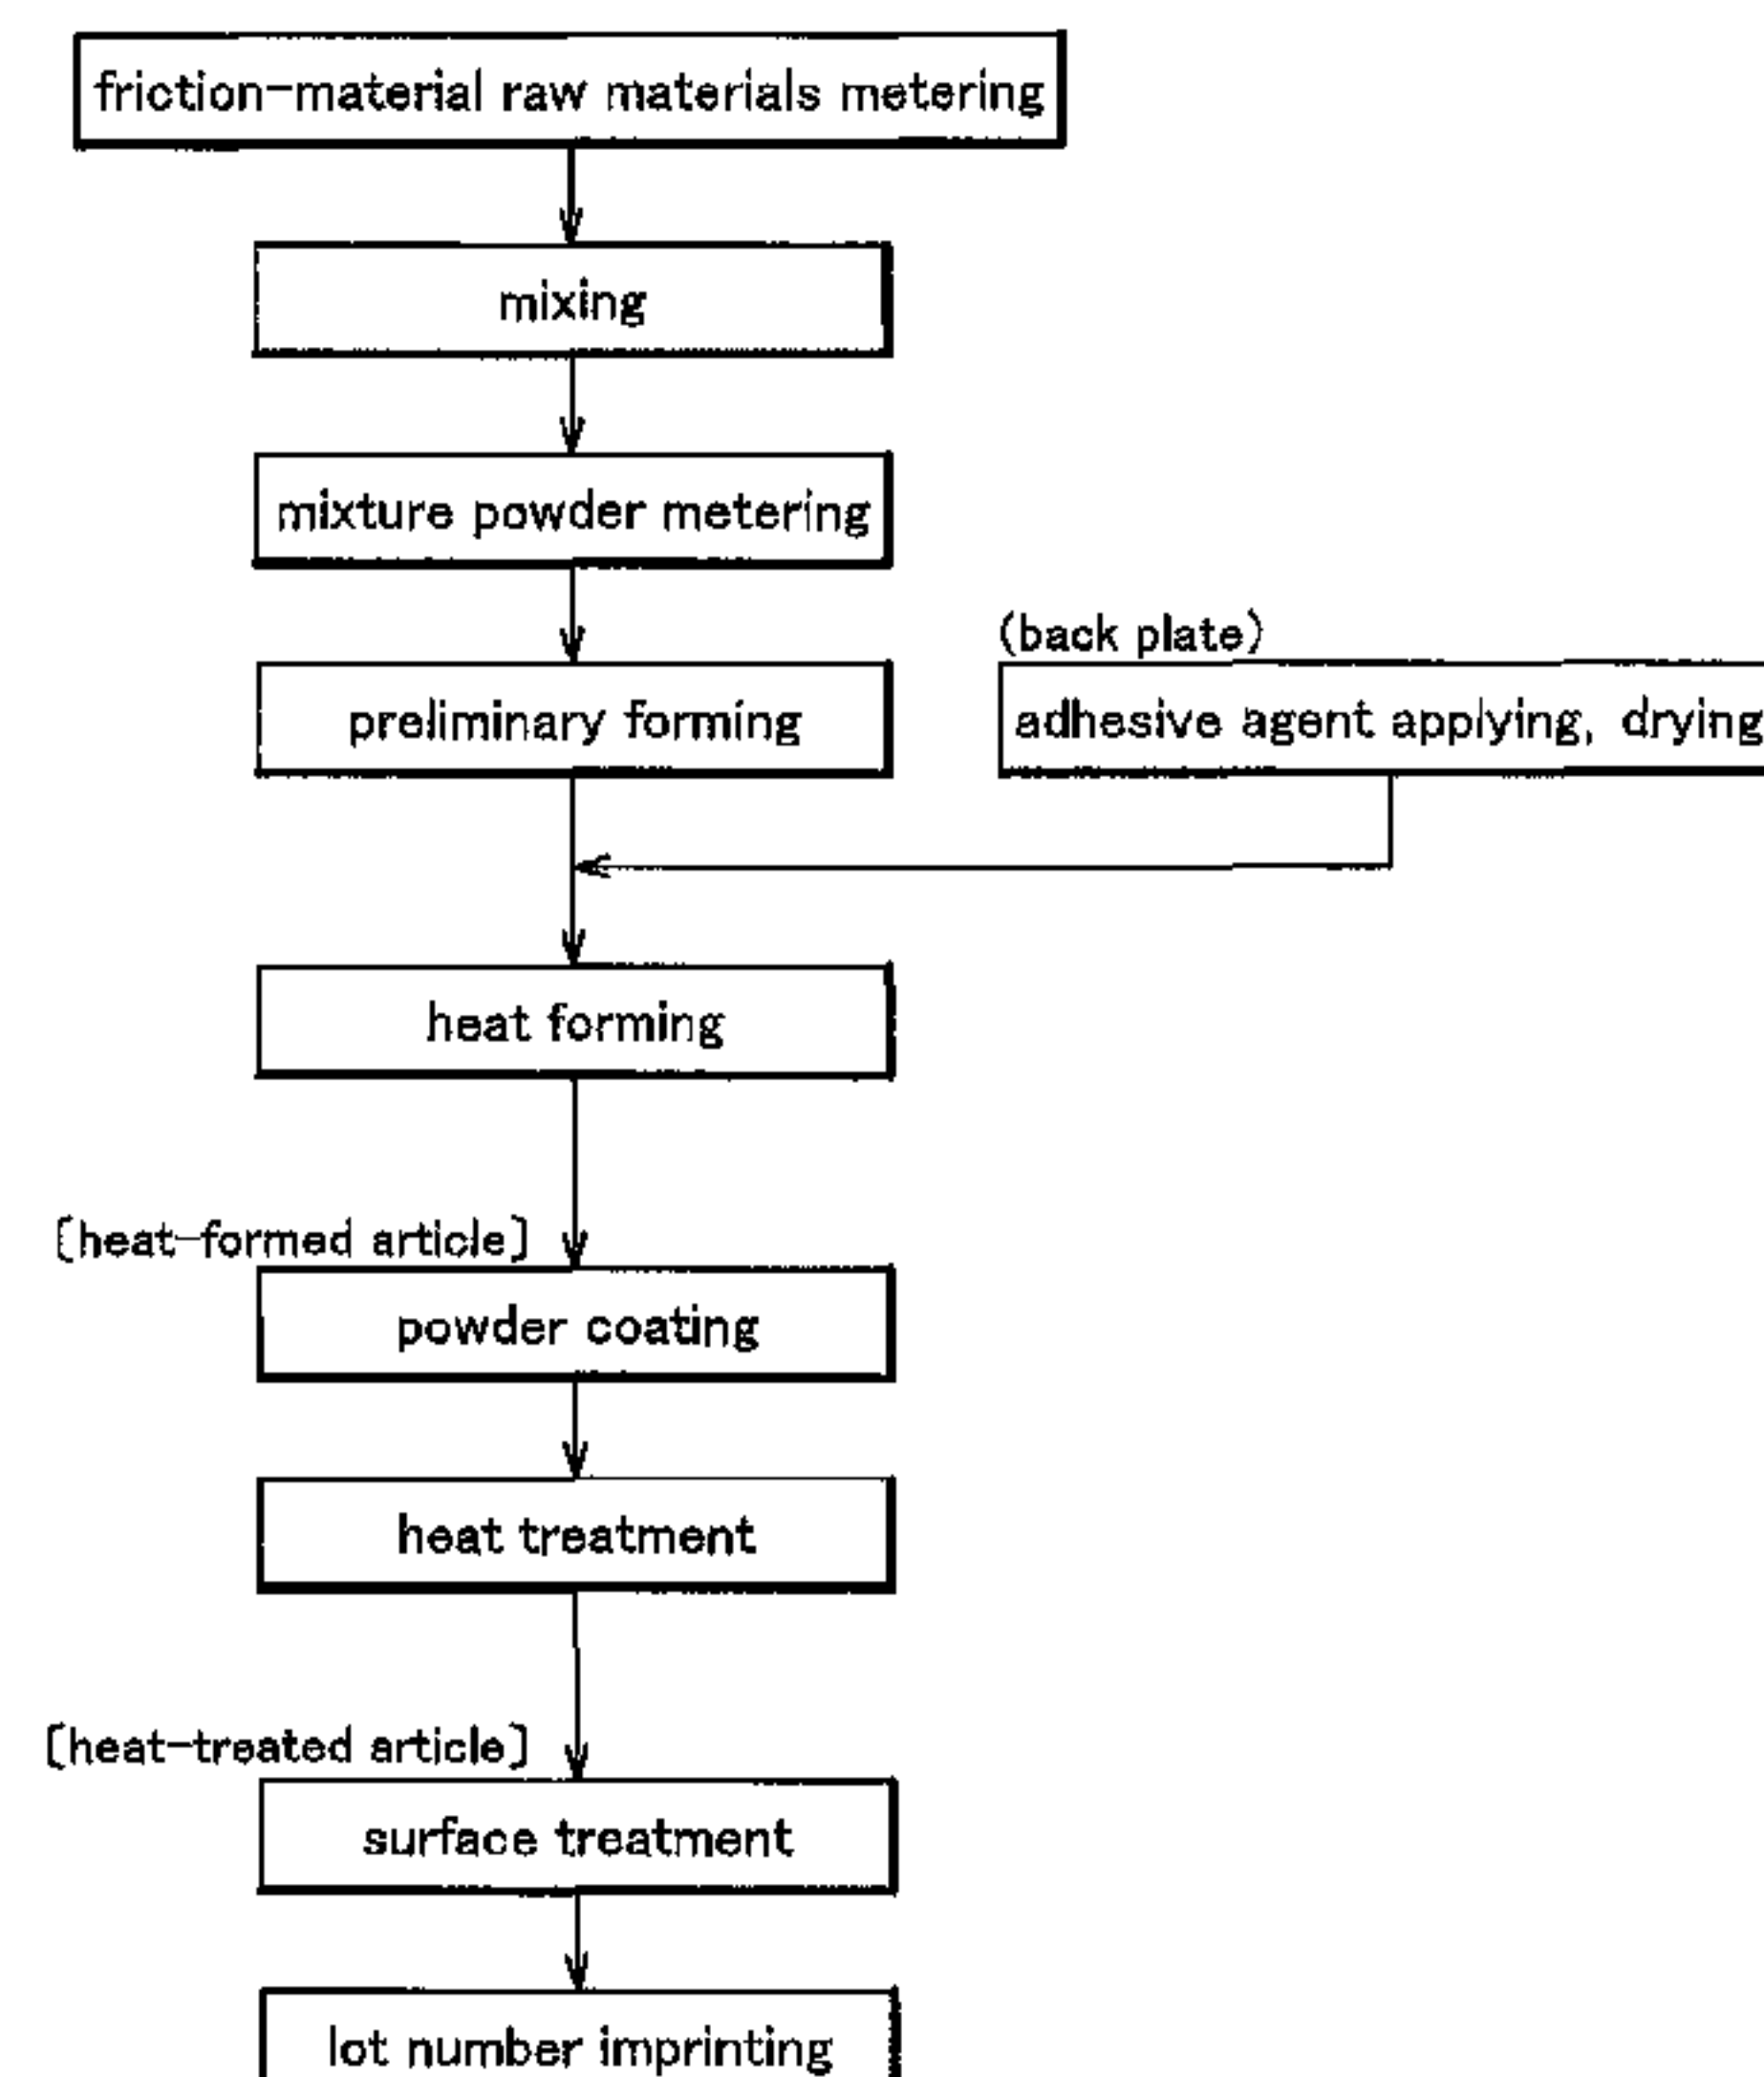 friction-material raw materials metering
mixing
mixture powder metering
(back plate)
preliminary forming
adhesive agent applying, drying
heat forming
[heat-formed article]
powder coating
heat treatment
[heat-treated article]
surface treatment
lot number imprinting